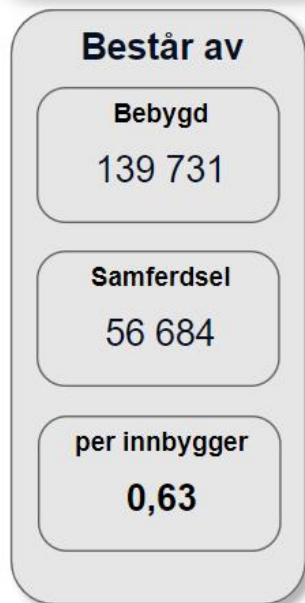 Består av
Bebygd
139 731
Samferdsel
56 684
per innbygger
0,63